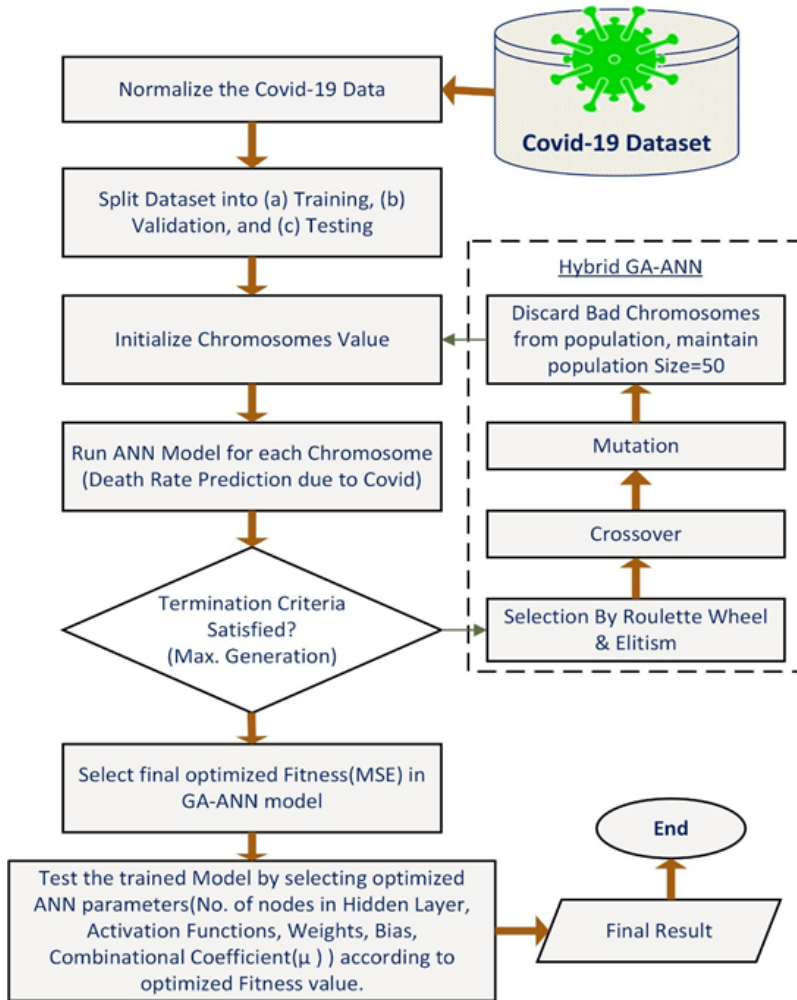 Covid-19 Dataset
Normalize the Covid-19 Data
Split Dataset into (a) Training, (b)
Validation, and (c) Testing
Initialize Chromosomes Value
Run ANN Model for each Chromosome
(Death Rate Prediction due to Covid)
Termination Criteria
Satisfied?
(Max. Generation)
Hybrid GA-ANN
Discard Bad Chromosomes
from population, maintain
population Size=50
Mutation
Crossover
Selection By Roulette Wheel
& Elitism
Select final optimized Fitness(MSE) in
GA-ANN model
Test the trained Model by selecting optimized
ANN parameters(No. of nodes in Hidden Layer,
Activation Functions, Weights, Bias,
Combinational Coefficient(μ ) ) according to
optimized Fitness value.
Final Result
End